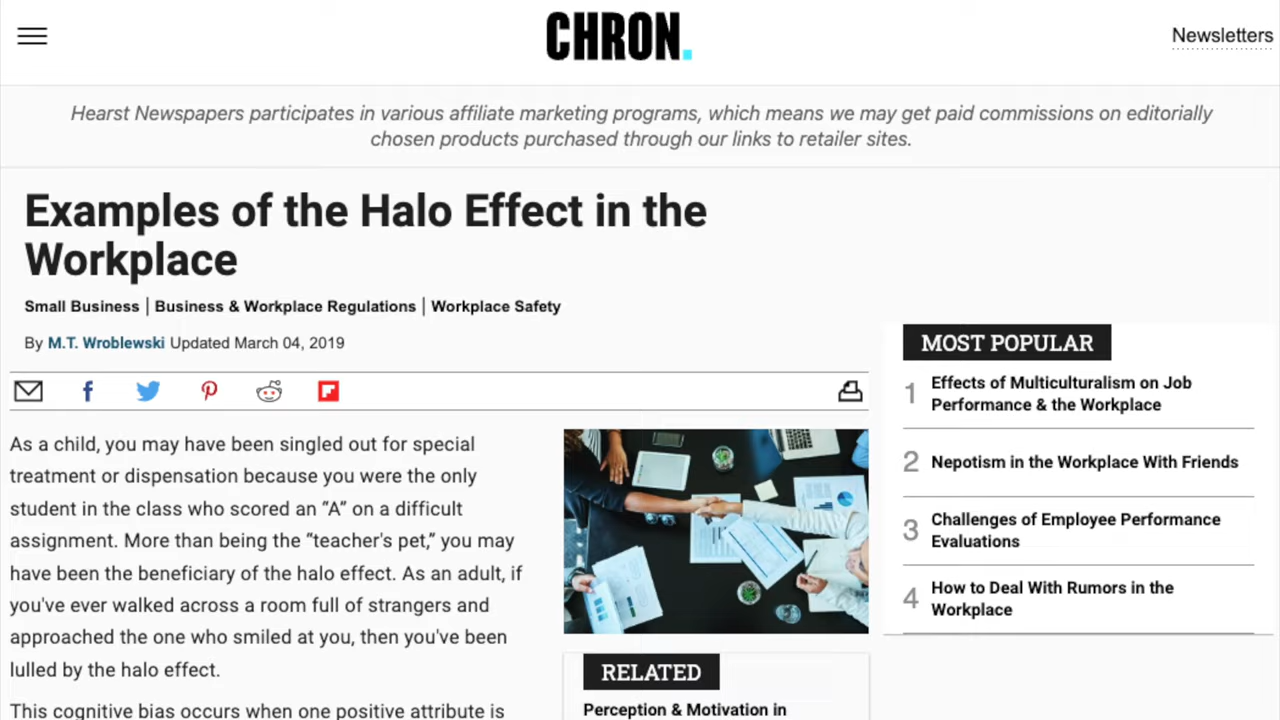 CHRON.
Newsletters
Hearst Newspapers participates in various affiliate marketing programs, which means we may get paid commissions on editorially
chosen products purchased through our links to retailer sites.
Examples of the Halo Effect in the
Workplace
Small Business | Business & Workplace Regulations | Workplace Safety
By M.T. Wroblewski Updated March 04, 2019
As a child, you may have been singled out for special
treatment or dispensation because you were the only
student in the class who scored an “A” on a difficult
assignment. More than being the “teacher's pet,” you may
have been the beneficiary of the halo effect. As an adult, if
you've ever walked across a room full of strangers and
approached the one who smiled at you, then you've been
lulled by the halo effect.
This cognitive bias occurs when one positive attribute is
RELATED
Perception & Motivation in
MOST POPULAR
1 Effects of Multiculturalism on Job
Performance & the Workplace
2 Nepotism in the Workplace With Friends
3 Challenges of Employee Performance
Evaluations
4 How to Deal With Rumors in the
Workplace